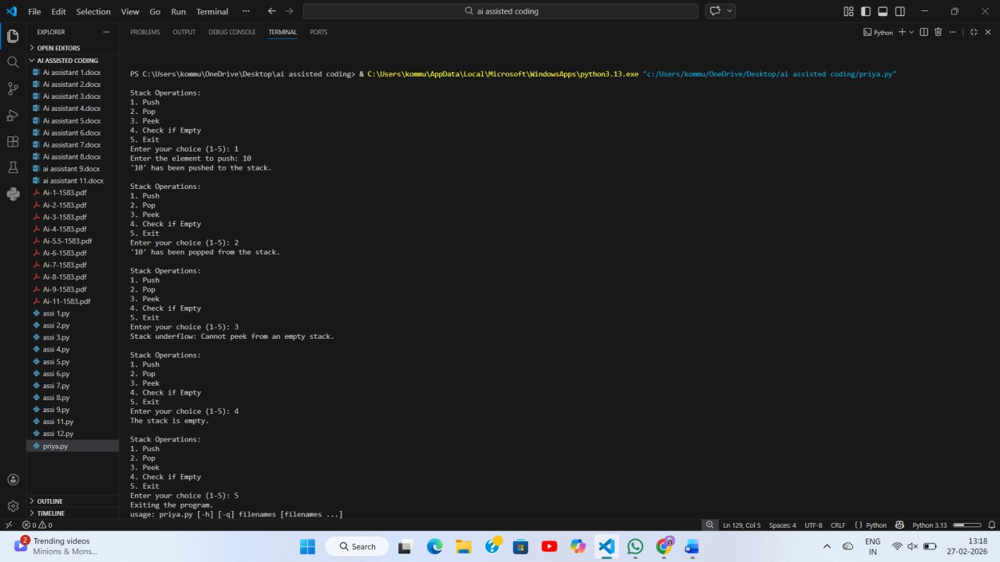 File Edit Selection View Go Run Terminal ··· ai assisted coding
EXPLORER ···
OPEN EDITORS
AI ASSISTED CODING
Ai assistant 1.docx
Ai assistant 2.docx
Ai assistant 3.docx
Ai assistant 4.docx
Ai assistant 5.docx
Ai assistant 6.docx
Ai assistant 7.docx
Ai assistant 8.docx
ai assistant 9.docx
ai assistant 11.docx
Ai-1-1583.pdf
Ai-2-1583.pdf
Ai-3-1583.pdf
Ai-4-1583.pdf
Ai-5.5-1583.pdf
Ai-6-1583.pdf
Ai-7-1583.pdf
Ai-8-1583.pdf
Ai-9-1583.pdf
Ai-11-1583.pdf
assi 1.py
assi 2.py
assi 3.py
assi 4.py
assi 5.py
assi 6.py
assi 7.py
assi 8.py
assi 9.py
assi 11.py
assi 12.py
priya.py
OUTLINE
TIMELINE
PROBLEMS OUTPUT DEBUG CONSOLE TERMINAL PORTS Python
PS C:\Users\kommu\OneDrive\Desktop\ai assisted coding> & C:\Users\kommu\AppData\Local\Microsoft\WindowsApps\python3.13.exe "c:/Users/kommu/OneDrive/Desktop/ai assisted coding/priya.py"
Stack Operations:
1. Push
2. Pop
3. Peek
4. Check if Empty
5. Exit
Enter your choice (1-5): 1
Enter the element to push: 10
'10' has been pushed to the stack.
Stack Operations:
1. Push
2. Pop
3. Peek
4. Check if Empty
5. Exit
Enter your choice (1-5): 2
'10' has been popped from the stack.
Stack Operations:
1. Push
2. Pop
3. Peek
4. Check if Empty
5. Exit
Enter your choice (1-5): 3
Stack underflow: Cannot peek from an empty stack.
Stack Operations:
1. Push
2. Pop
3. Peek
4. Check if Empty
5. Exit
Enter your choice (1-5): 4
The stack is empty.
Stack Operations:
1. Push
2. Pop
3. Peek
4. Check if Empty
5. Exit
Enter your choice (1-5): 5
Exiting the program.
usage: priya.py [-h] [-q] filenames [filenames ...]
0 0 Ln 129, Col 5 Spaces: 4 UTF-8 CRLF { } Python Python 3.13
2 Trending videos
Minions & Mons...
Search
ENG
IN
13:18
27-02-2026